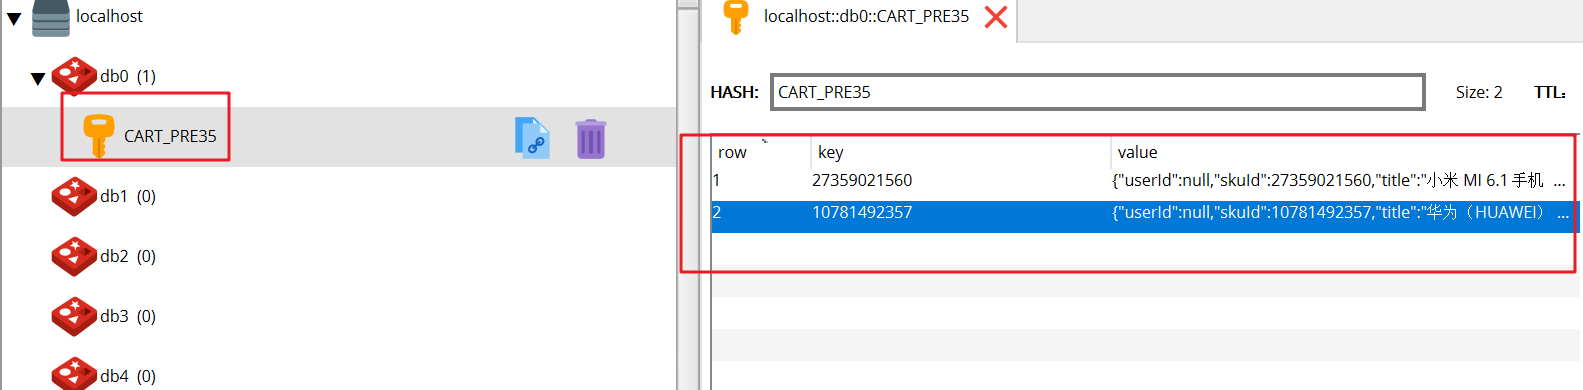 localhost
db0 (1)
CART_PRE35
db1 (0)
db2 (0)
db3 (0)
db4 (0)
localhost::db0::CART_PRE35
HASH: CART_PRE35 Size: 2 TTL:
row key value
1 27359021560 {"userId":null,"skuId":27359021560,"title":"小米 MI 6.1 手机 ...
2 10781492357 {"userId":null,"skuId":10781492357,"title":"华为（HUAWEI） ...